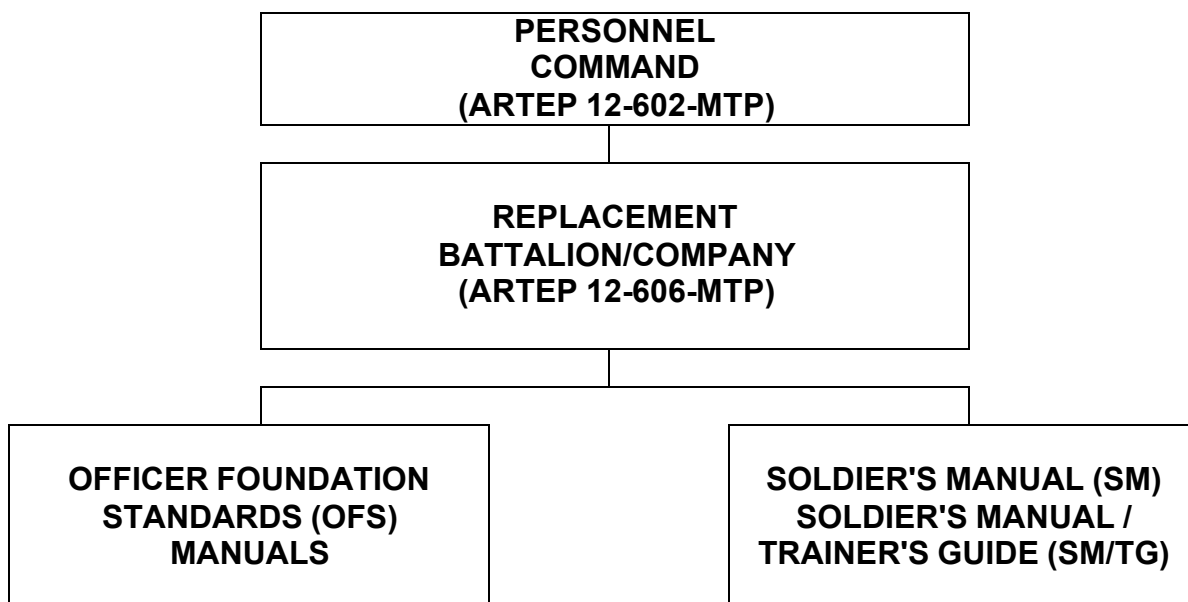 PERSONNEL
COMMAND
(ARTEP 12-602-MTP)
REPLACEMENT
BATTALION/COMPANY
(ARTEP 12-606-MTP)
OFFICER FOUNDATION
STANDARDS (OFS)
MANUALS
SOLDIER'S MANUAL (SM)
SOLDIER'S MANUAL /
TRAINER'S GUIDE (SM/TG)